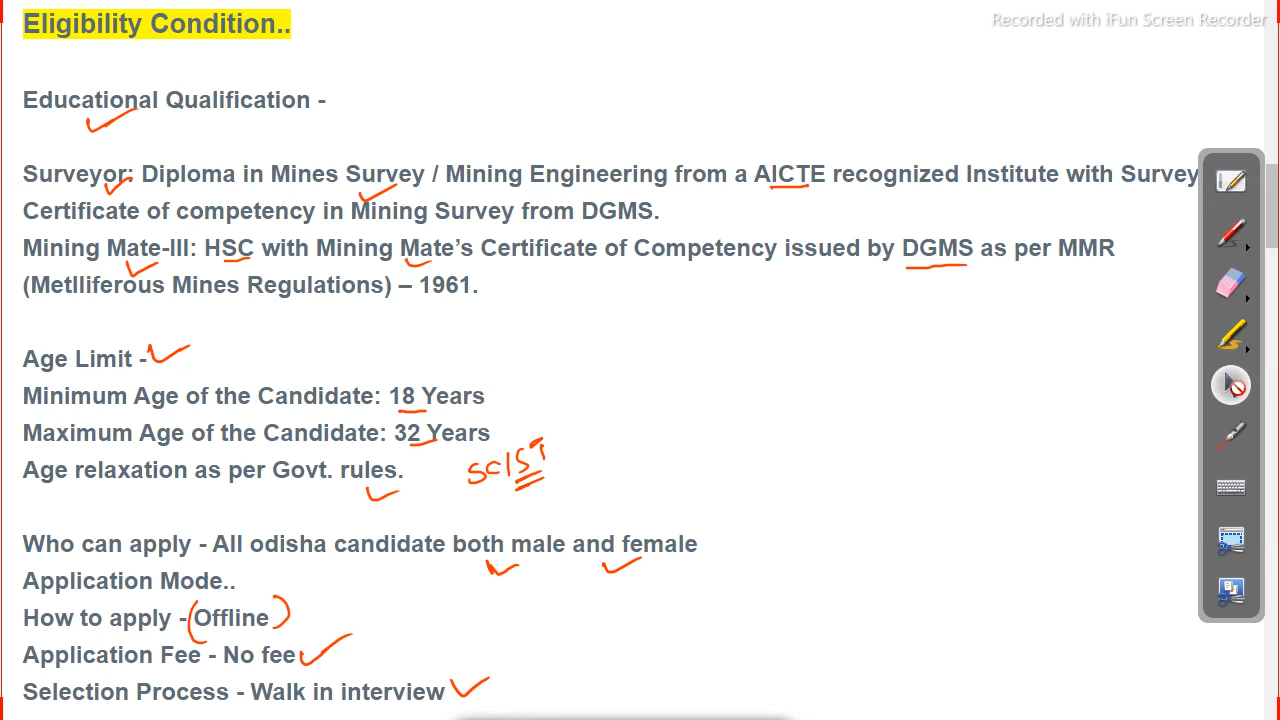 Eligibility Condition..
Recorded with iFun Screen Recorder
Educational Qualification -
Surveyor: Diploma in Mines Survey / Mining Engineering from a AICTE recognized Institute with Survey
Certificate of competency in Mining Survey from DGMS.
Mining Mate-III: HSC with Mining Mate’s Certificate of Competency issued by DGMS as per MMR
(Metlliferous Mines Regulations) – 1961.
Age Limit -
Minimum Age of the Candidate: 18 Years
Maximum Age of the Candidate: 32 Years
Age relaxation as per Govt. rules.
SC/ST
Who can apply - All odisha candidate both male and female
Application Mode..
How to apply - (Offline)
Application Fee - No fee
Selection Process - Walk in interview